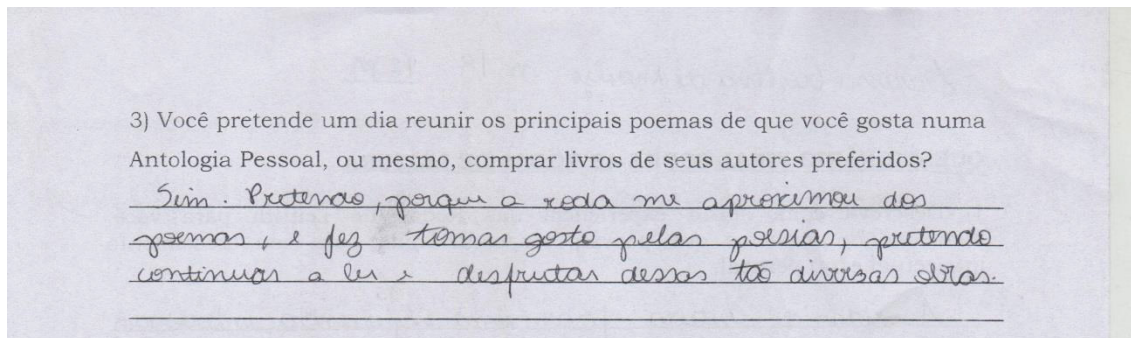 3) Você pretende um dia reunir os principais poemas de que você gosta numa
Antologia Pessoal, ou mesmo, comprar livros de seus autores preferidos?
Sim. Pretendo, porque a roda me aproximou dos
poemas, e fez tomar gosto pelas poesias, pretendo
continuar a ler e desfrutar dessas tão diversas obras.